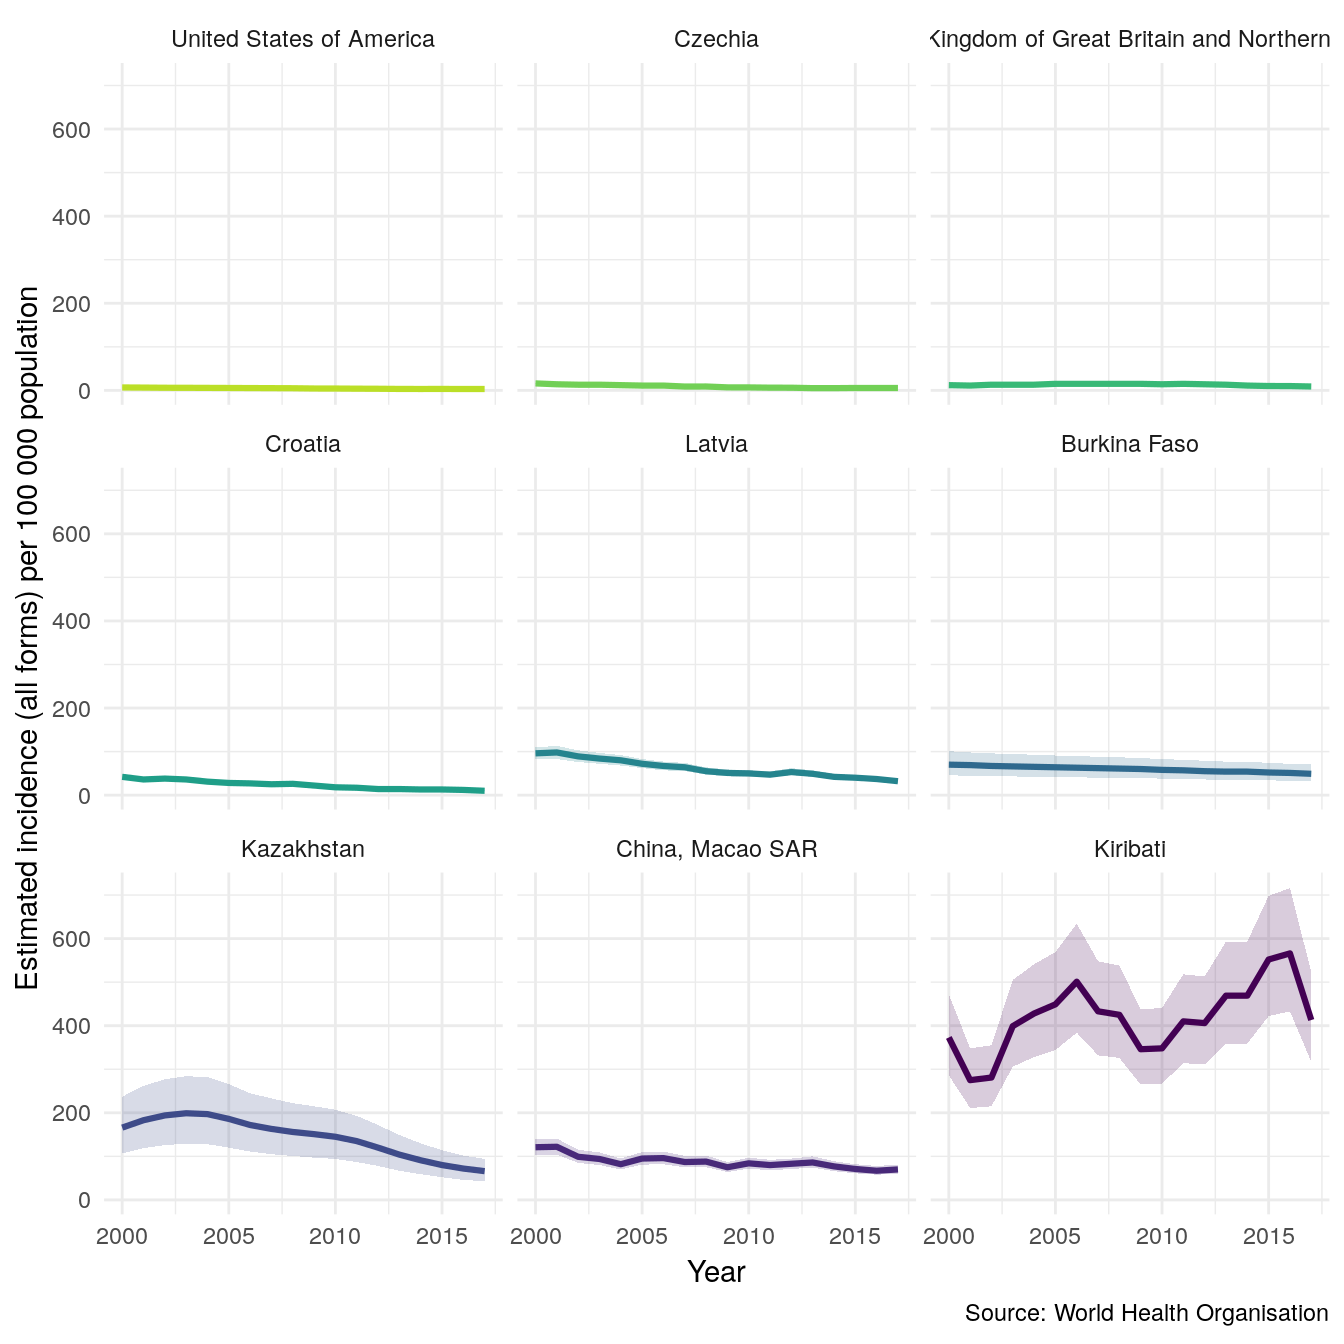 United States of America
Czechia
Kingdom of Great Britain and Northern
600
400
200
0
Croatia
Latvia
Burkina Faso
600
400
200
0
Kazakhstan
China, Macao SAR
Kiribati
600
400
200
0
2000 2005 2010 2015
2000 2005 2010 2015
2000 2005 2010 2015
Estimated incidence (all forms) per 100 000 population
Year
Source: World Health Organisation